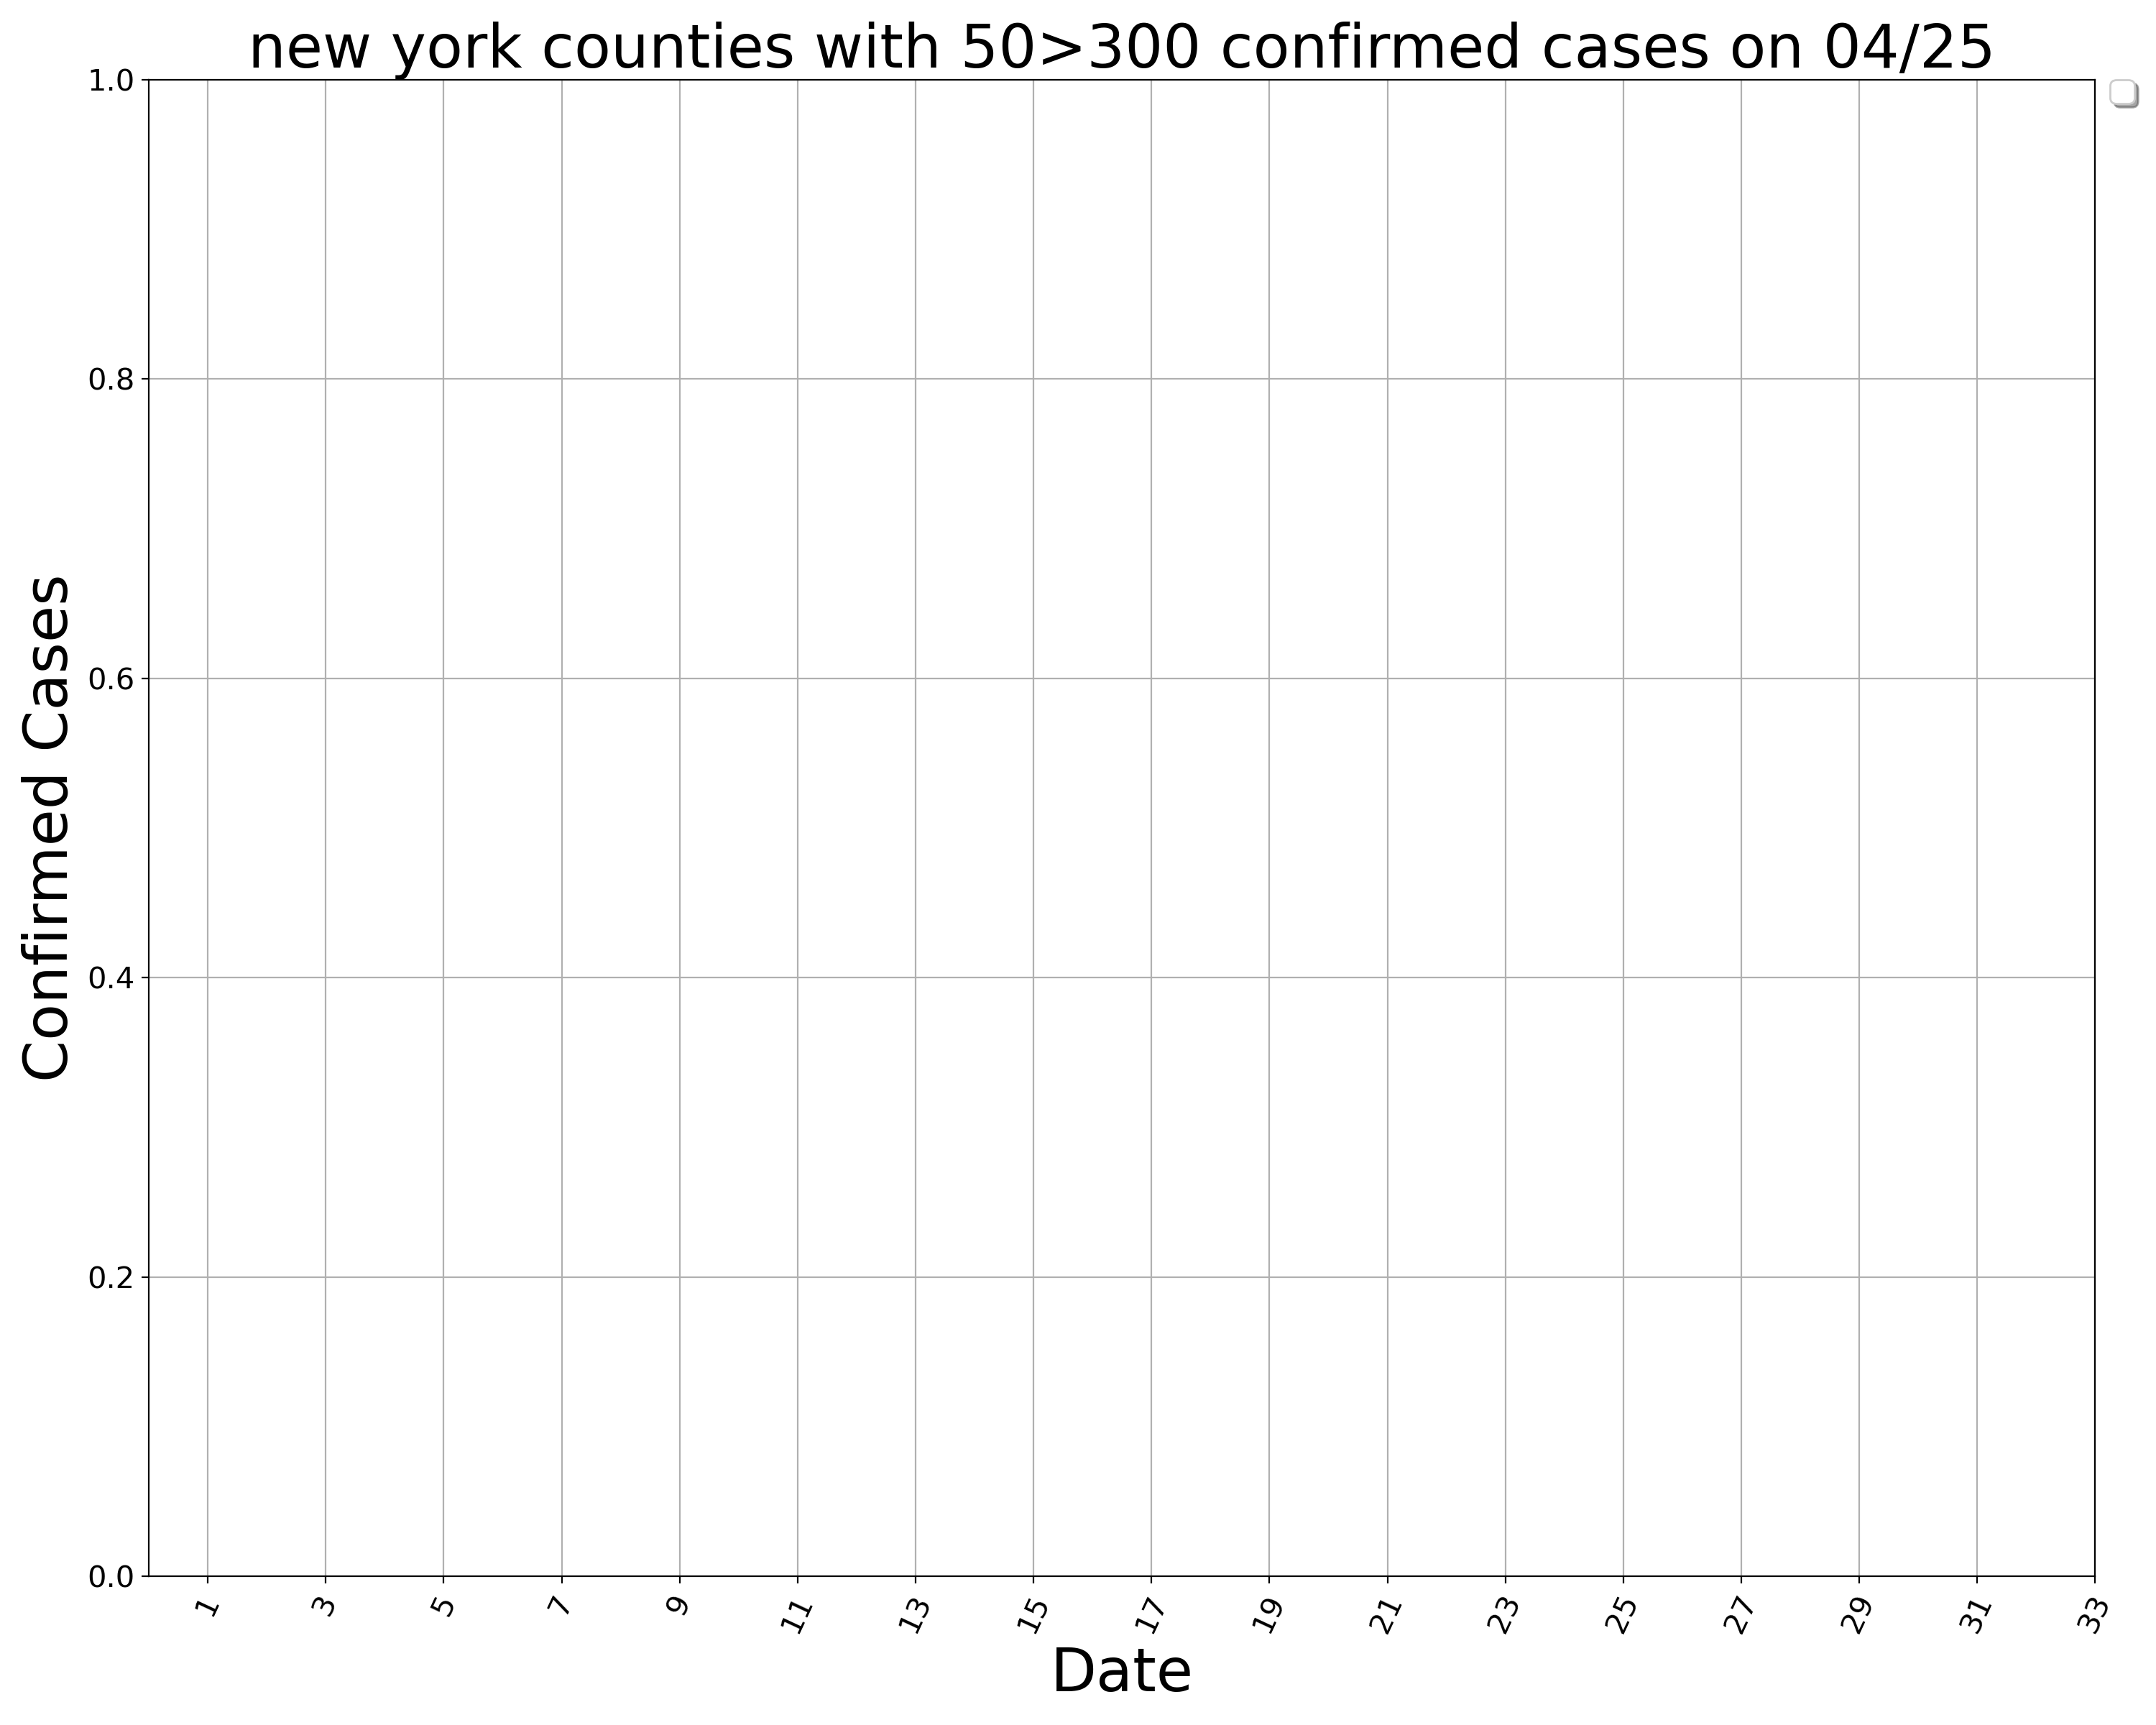 new york counties with 50>300 confirmed cases on 04/25
1.0
0.8
0.6
0.4
0.2
0.0
Confirmed Cases
1 3 5 7 9 11 13 15 17 19 21 23 25 27 29 31 33
Date